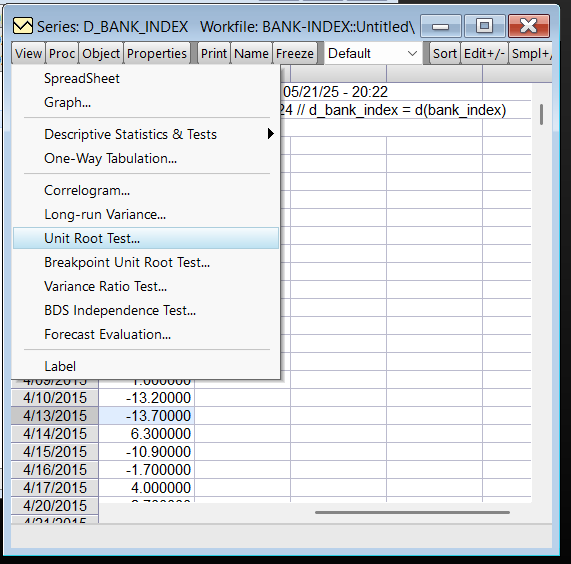 Series: D_BANK_INDEX Workfile: BANK-INDEX::Untitled\
View Proc Object Properties Print Name Freeze Default Sort Edit+/- Smpl+/
05/21/25 - 20:22
24 // d_bank_index = d(bank_index)
SpreadSheet
Graph...
Descriptive Statistics & Tests
One-Way Tabulation...
Correlogram...
Long-run Variance...
Unit Root Test...
Breakpoint Unit Root Test...
Variance Ratio Test...
BDS Independence Test...
Forecast Evaluation...
Label
4/09/2015 1.000000
4/10/2015 -13.20000
4/13/2015 -13.70000
4/14/2015 6.300000
4/15/2015 -10.90000
4/16/2015 -1.700000
4/17/2015 4.000000
4/20/2015
4/21/2015